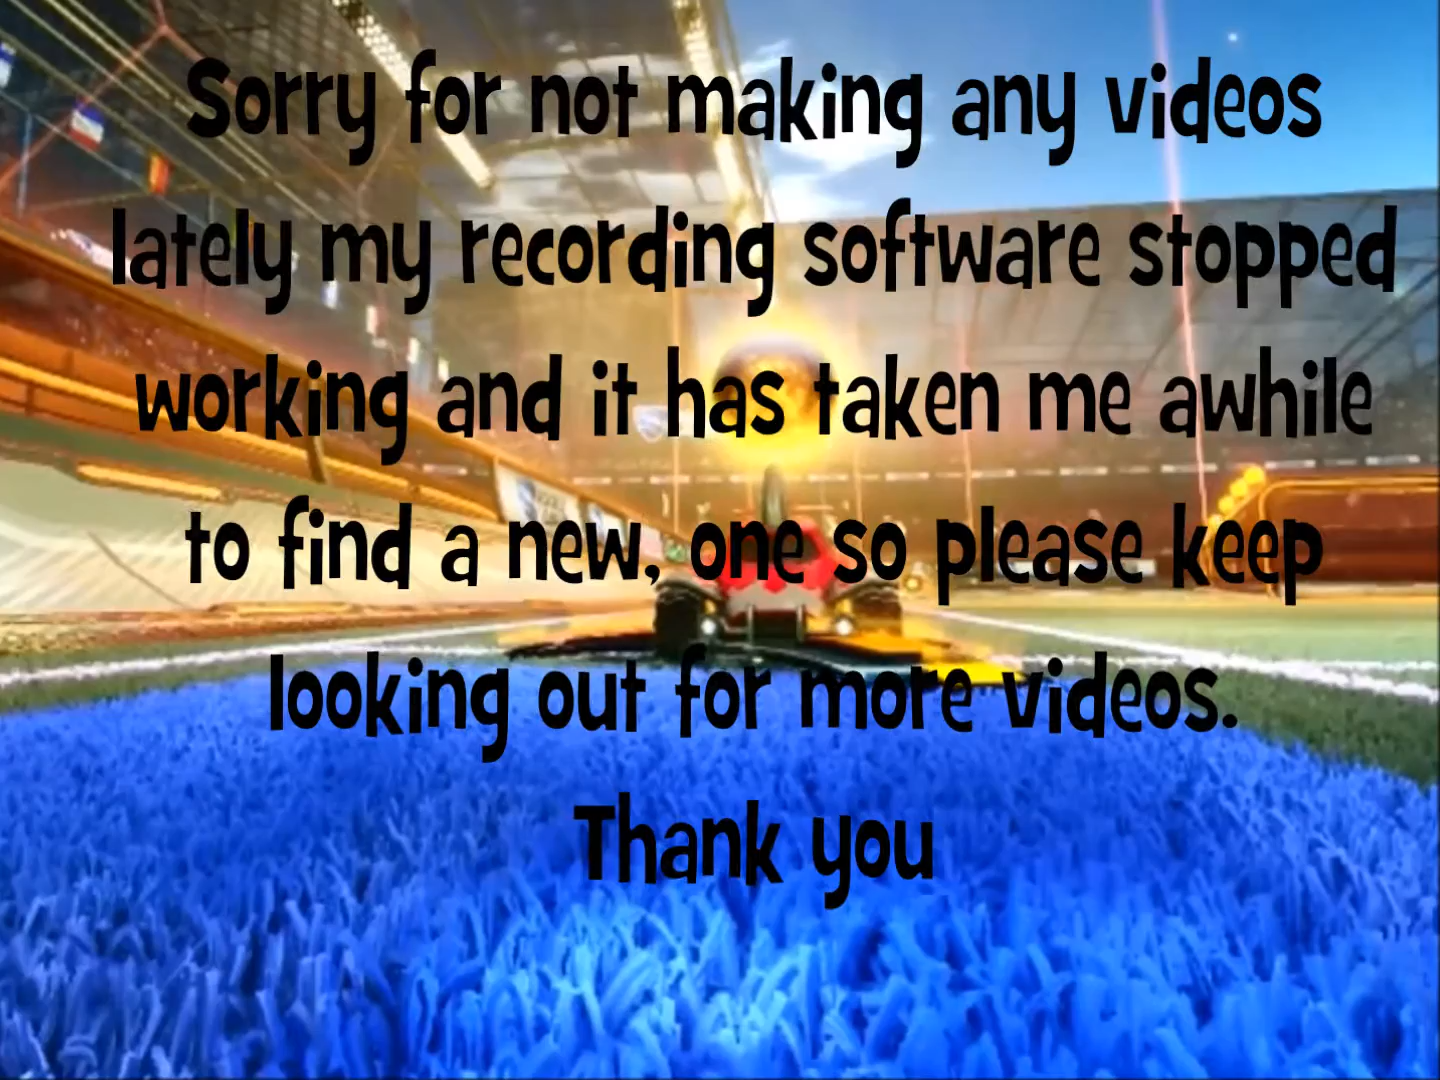 Sorry for not making any videos
lately my recording software stopped
working and it has taken me awhile
to find a new, one so please keep
looking out for more videos.
Thank you